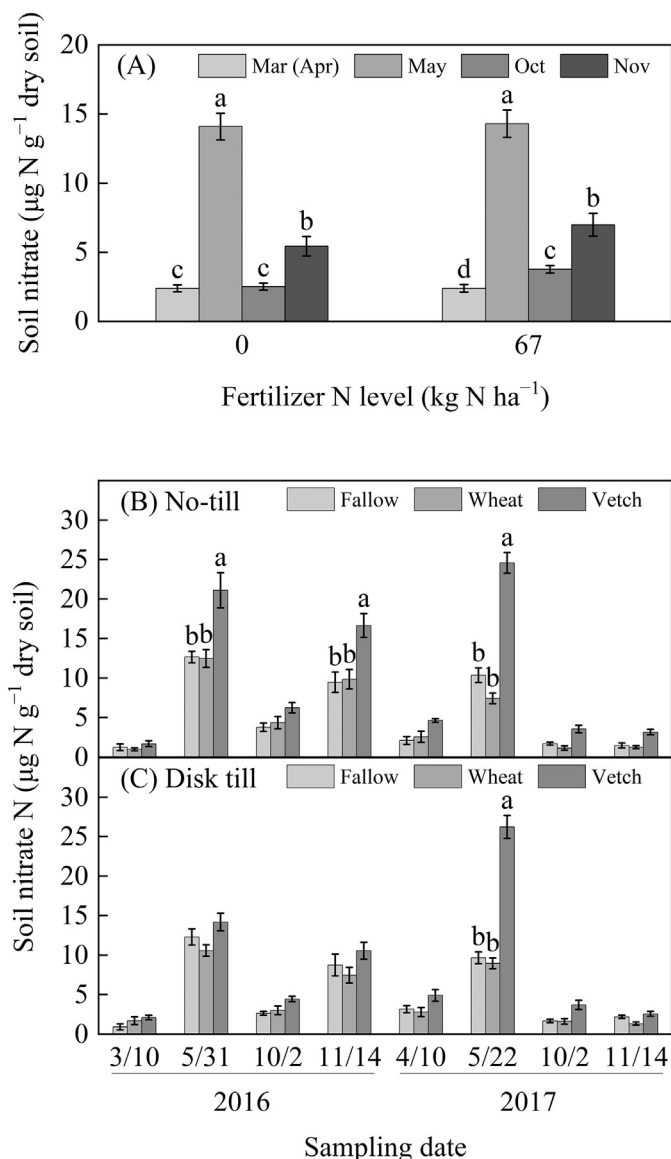 (A) Mar (Apr) May Oct Nov
Soil nitrate (µg N g⁻¹ dry soil)
20
15
10
5
0
a
a
b
b
c
c
d
c
0 67
Fertilizer N level (kg N ha⁻¹)
(B) No-till Fallow Wheat Vetch
Soil nitrate N (µg N g⁻¹ dry soil)
30
25
20
15
10
5
0
a
b b
a
b b
a
b
b
(C) Disk till Fallow Wheat Vetch
30
25
20
15
10
5
0
a
b b
3/10 5/31 10/2 11/14 4/10 5/22 10/2 11/14
2016 2017
Sampling date